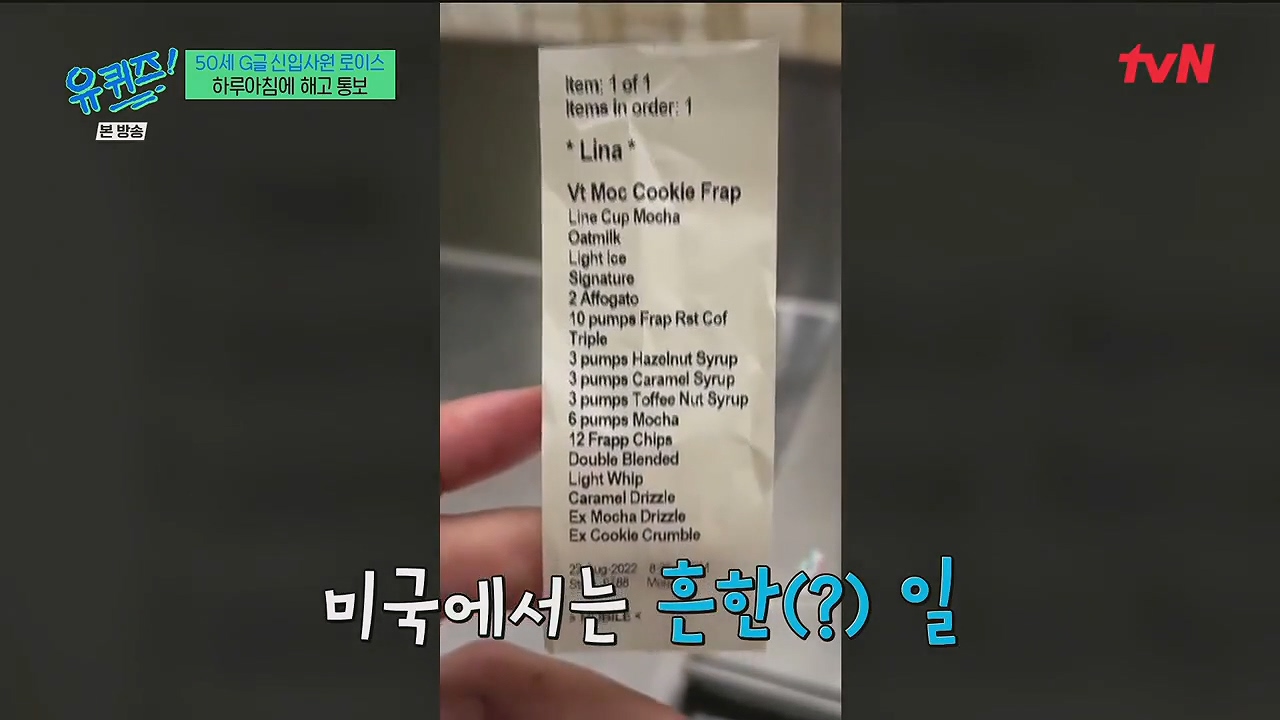 유퀴즈!
본 방송
50세 G글 신입사원 로이스
하루아침에 해고 통보
tvN
Item: 1 of 1
Items in order: 1
* Lina *
Vt Moc Cookie Frap
Line Cup Mocha
Oatmilk
Light Ice
Signature
2 Affogato
10 pumps Frap Rst Cof
Triple
3 pumps Hazelnut Syrup
3 pumps Caramel Syrup
3 pumps Toffee Nut Syrup
6 pumps Mocha
12 Frapp Chips
Double Blended
Light Whip
Caramel Drizzle
Ex Mocha Drizzle
Ex Cookie Crumble
미국에서는 흔한(?) 일